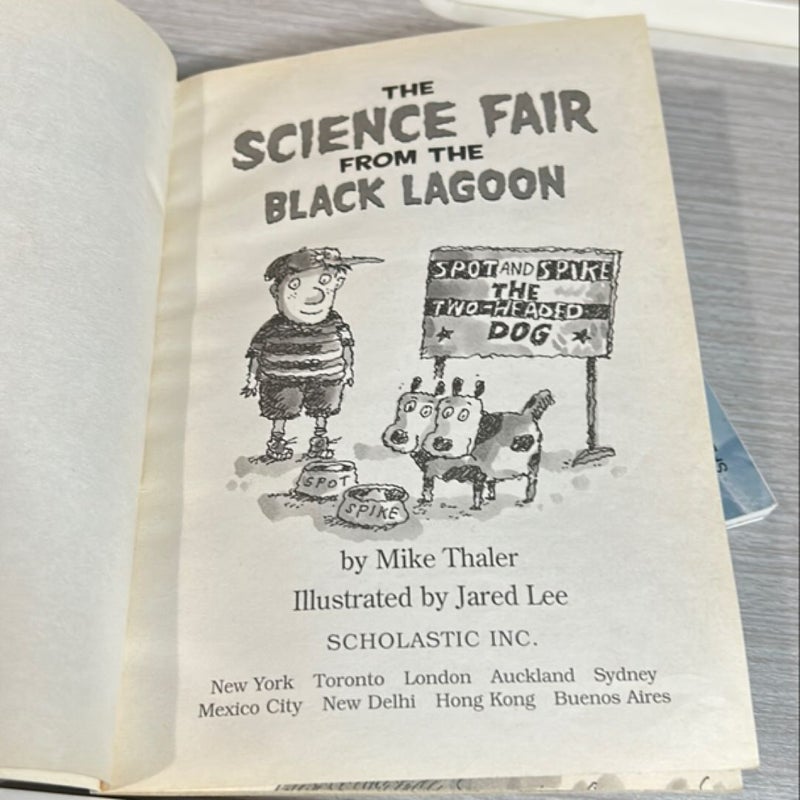 THE
SCIENCE FAIR
FROM THE
BLACK LAGOON
SPOT AND SPIKE
THE
TWO-HEADED
DOG
SPOT
SPIKE
by Mike Thaler
Illustrated by Jared Lee
SCHOLASTIC INC.
New York Toronto London Auckland Sydney
Mexico City New Delhi Hong Kong Buenos Aires